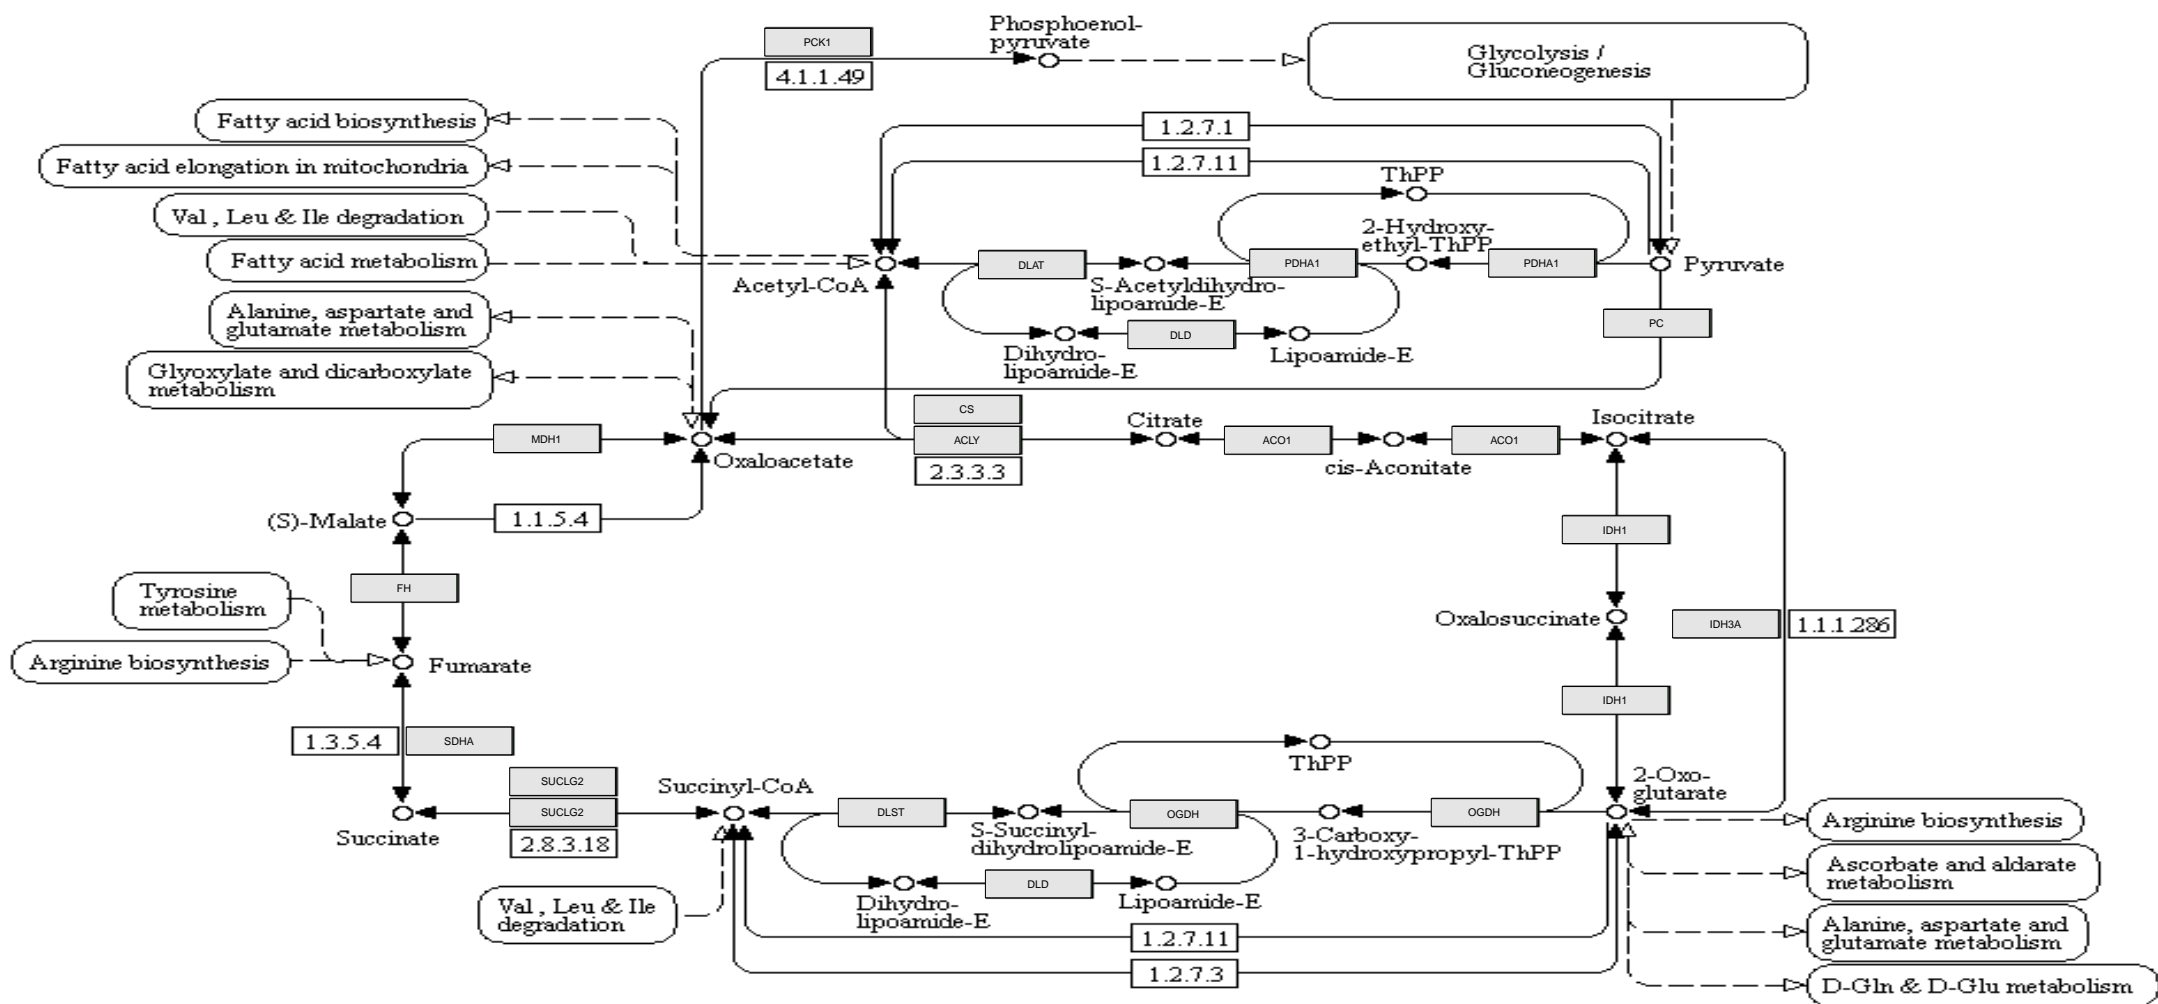 Phosphoenol-
pyruvate
PCK1
4.1.1.49
Glycolysis /
Gluconeogenesis
Fatty acid biosynthesis
Fatty acid elongation in mitochondria
Val , Leu & Ile degradation
Fatty acid metabolism
1.2.7.1
1.2.7.11
ThPP
2-Hydroxy-
ethyl-ThPP
DLAT
PDHA1
PDHA1
Pyruvate
Acetyl-CoA
S-Acetyldihydro-
lipoamide-E
Alanine, aspartate and
glutamate metabolism
DLD
PC
Dihydro-
lipoamide-E
Lipoamide-E
Glyoxylate and dicarboxylate
metabolism
CS
Citrate
Isocitrate
MDH1
ACLY
ACO1
ACO1
Oxaloacetate
2.3.3.3
cis-Aconitate
(S)-Malate
1.1.5.4
IDH1
FH
Tyrosine
metabolism
Oxalosuccinate
IDH3A
1.1.1.286
Arginine biosynthesis
Fumarate
IDH1
1.3.5.4
SDHA
ThPP
SUCLG2
Succinyl-CoA
2-Oxo-
glutarate
SUCLG2
DLST
OGDH
OGDH
Succinate
2.8.3.18
S-Succinyl-
dihydrolipoamide-E
3-Carboxy-
1-hydroxypropyl-ThPP
Arginine biosynthesis
DLD
Ascorbate and aldarate
metabolism
Val , Leu & Ile
degradation
Dihydro-
lipoamide-E
Lipoamide-E
1.2.7.11
Alanine, aspartate and
glutamate metabolism
1.2.7.3
D-Gln & D-Glu metabolism